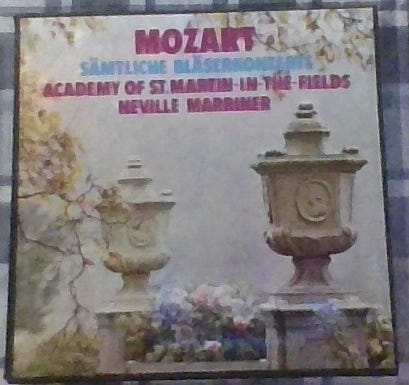 MOZART
SÄMTLICHE BLÄSERKONZERTE
ACADEMY OF ST. MARTIN-IN-THE-FIELDS
NEVILLE MARRINER